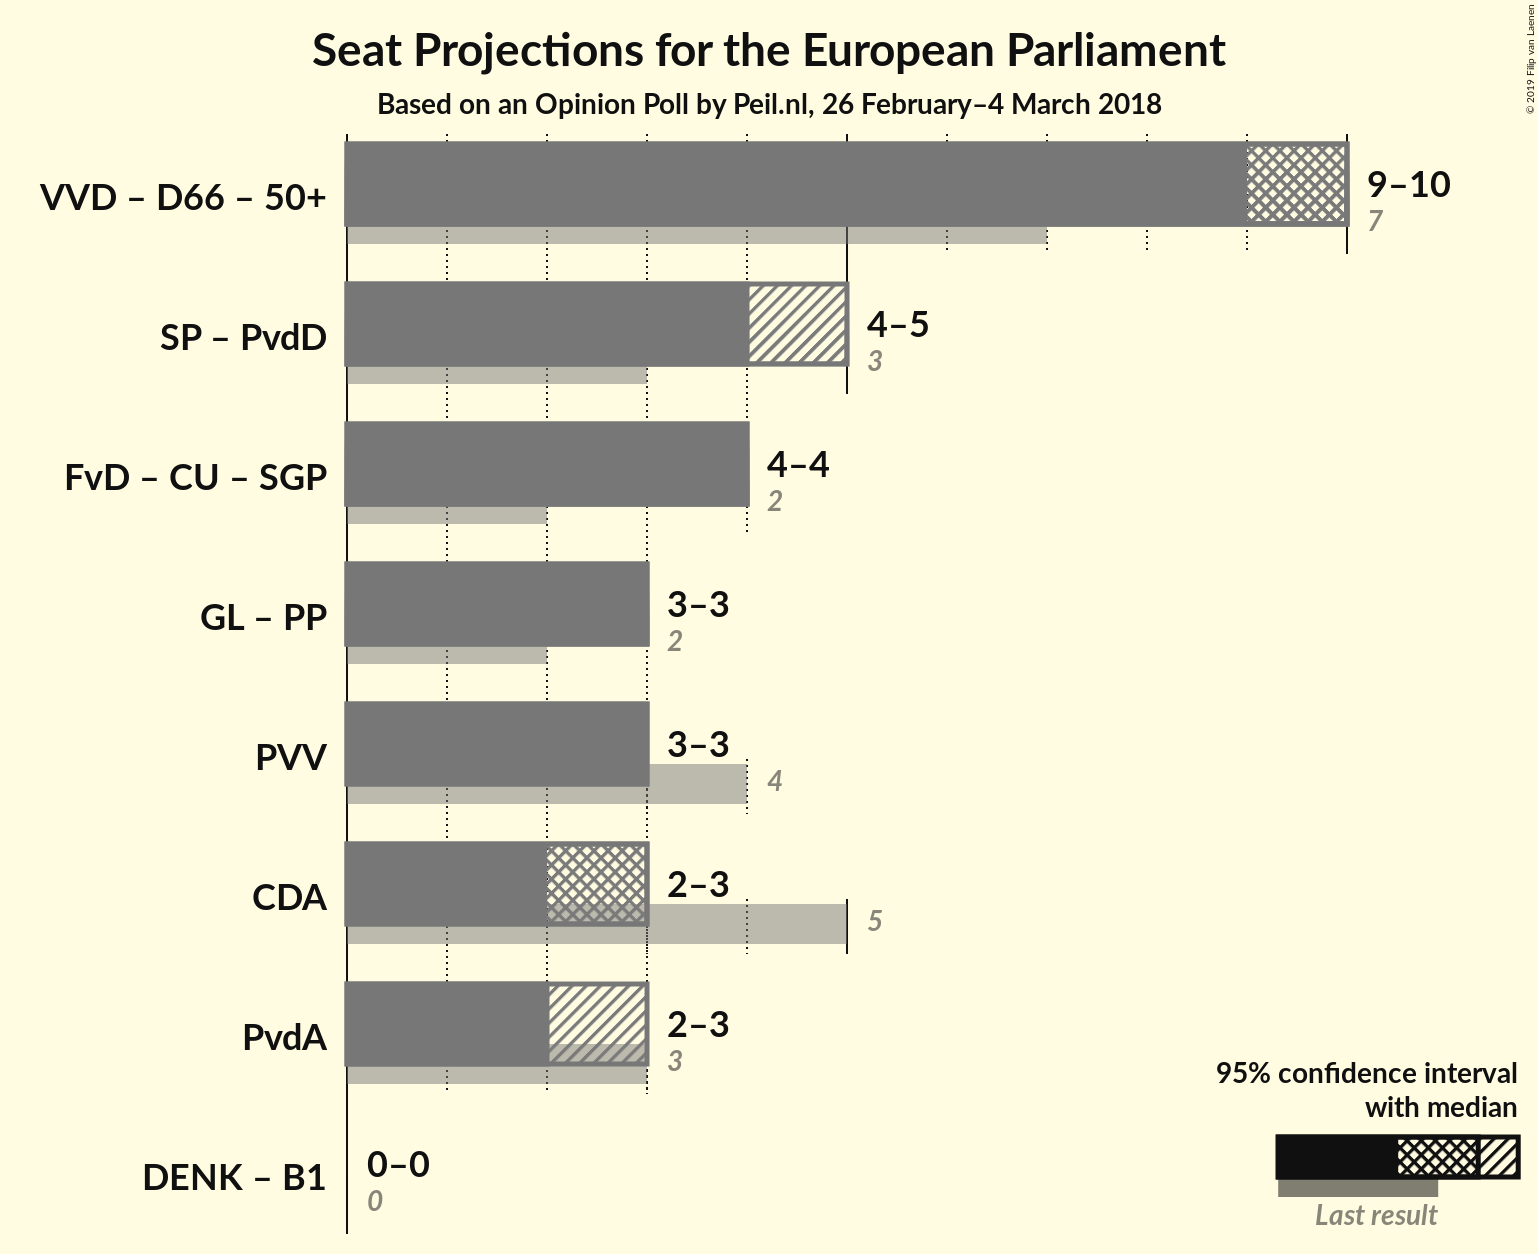 Seat Projections for the European Parliament
Based on an Opinion Poll by Peil.nl, 26 February–4 March 2018
© 2019 Filip van Laenen
VVD – D66 – 50+
9–10
7
SP – PvdD
4–5
3
FvD – CU – SGP
4–4
2
GL – PP
3–3
2
PVV
3–3
4
CDA
2–3
5
PvdA
2–3
3
DENK – B1
0–0
0
95% confidence interval
with median
Last result